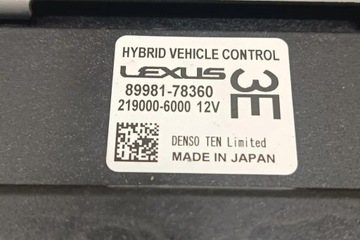 HYBRID VEHICLE CONTROL
LEXUS
3E
89981-78360
219000-6000 12V
DENSO TEN Limited
MADE IN JAPAN